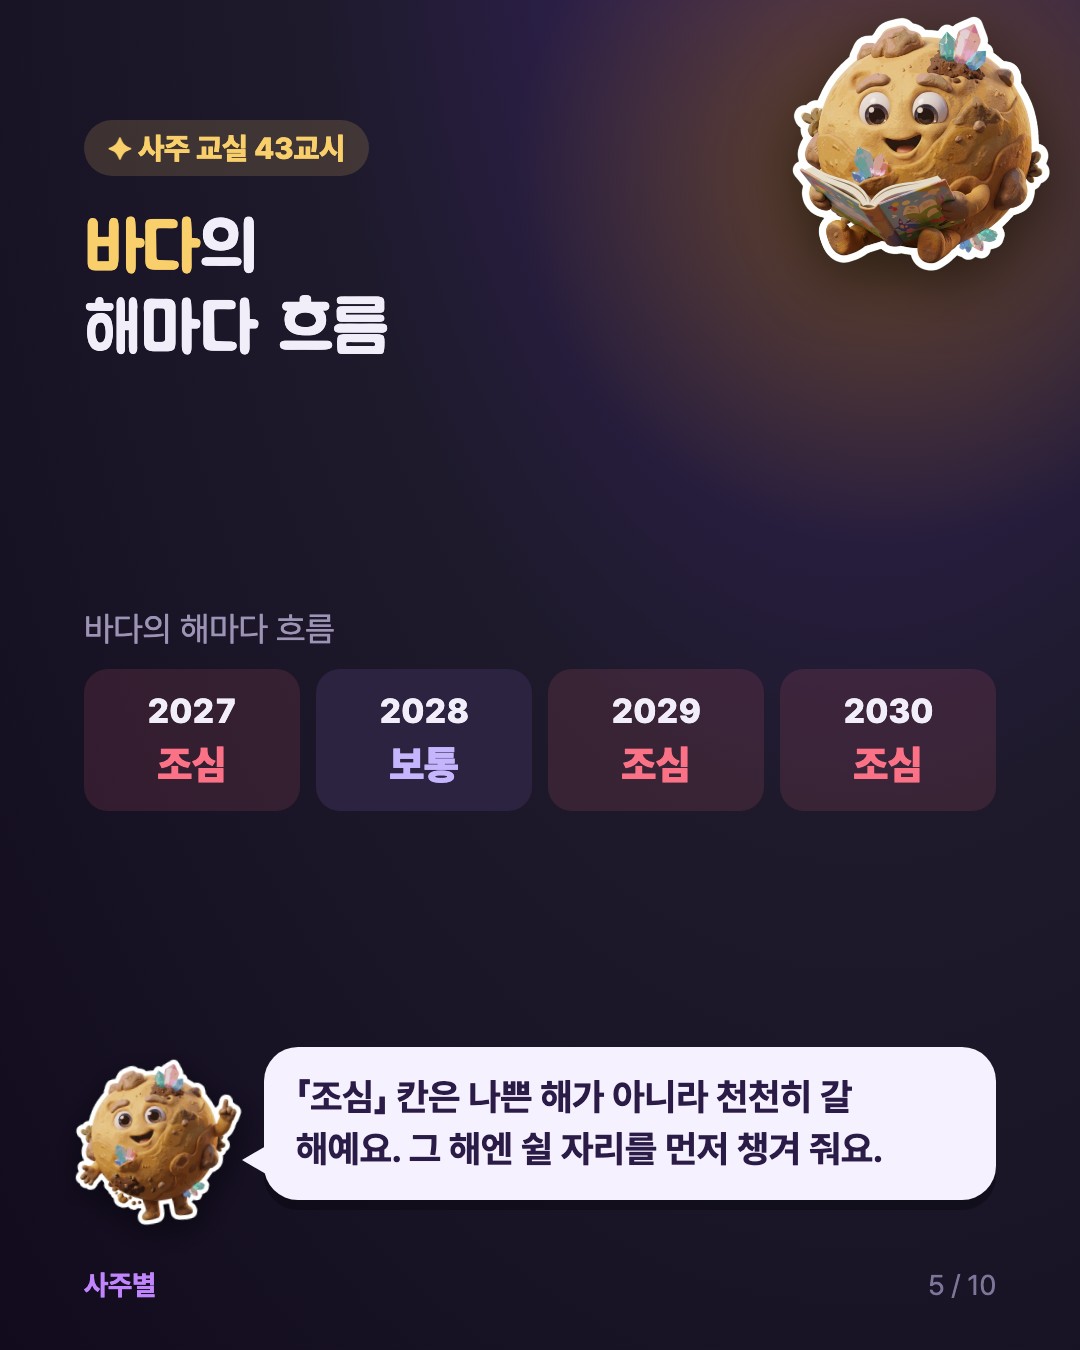 ✦ 사주 교실 43교시
바다의
해마다 흐름
바다의 해마다 흐름
2027 2028 2029 2030
조심 보통 조심 조심
「조심」 칸은 나쁜 해가 아니라 천천히 갈
해예요. 그 해엔 쉴 자리를 먼저 챙겨 줘요.
사주별 5 / 10